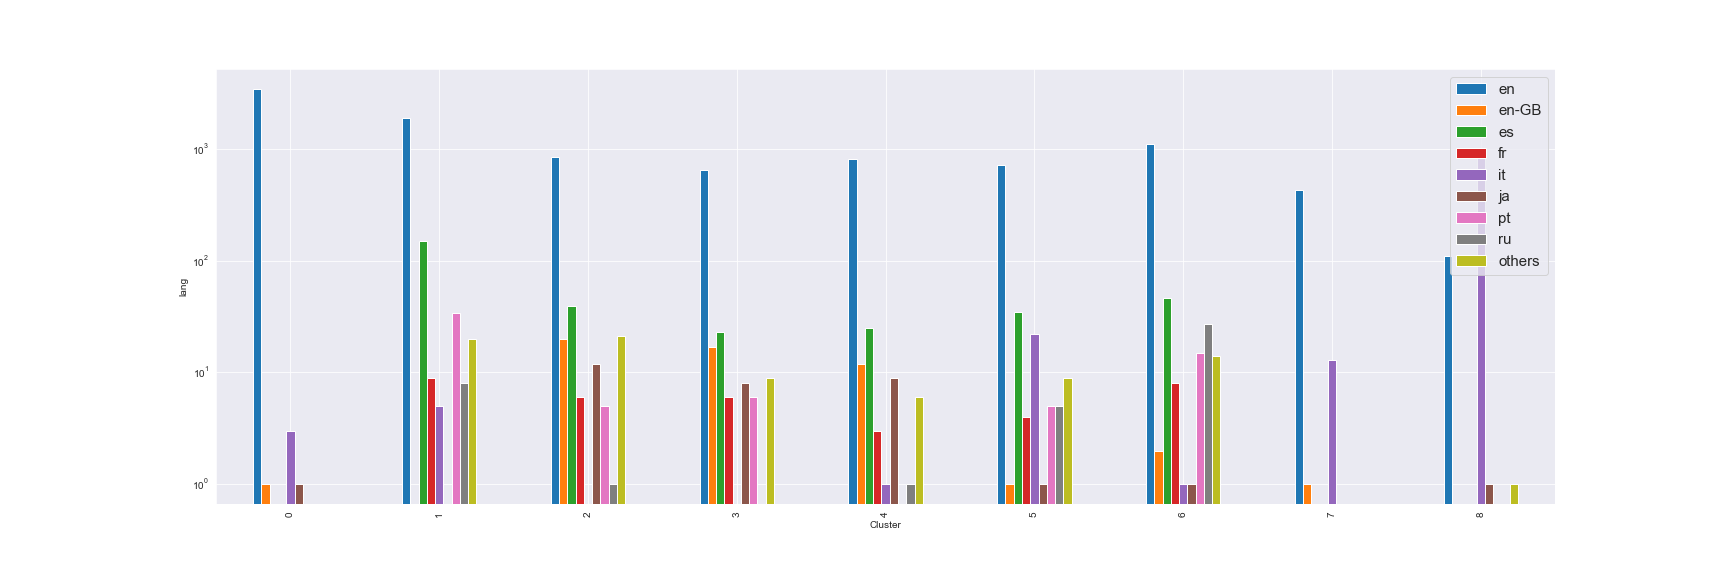 en
en-GB
es
fr
it
ja
pt
ru
others
10³
10²
10¹
10⁰
lang
0 1 2 3 4 5 6 7 8
Cluster